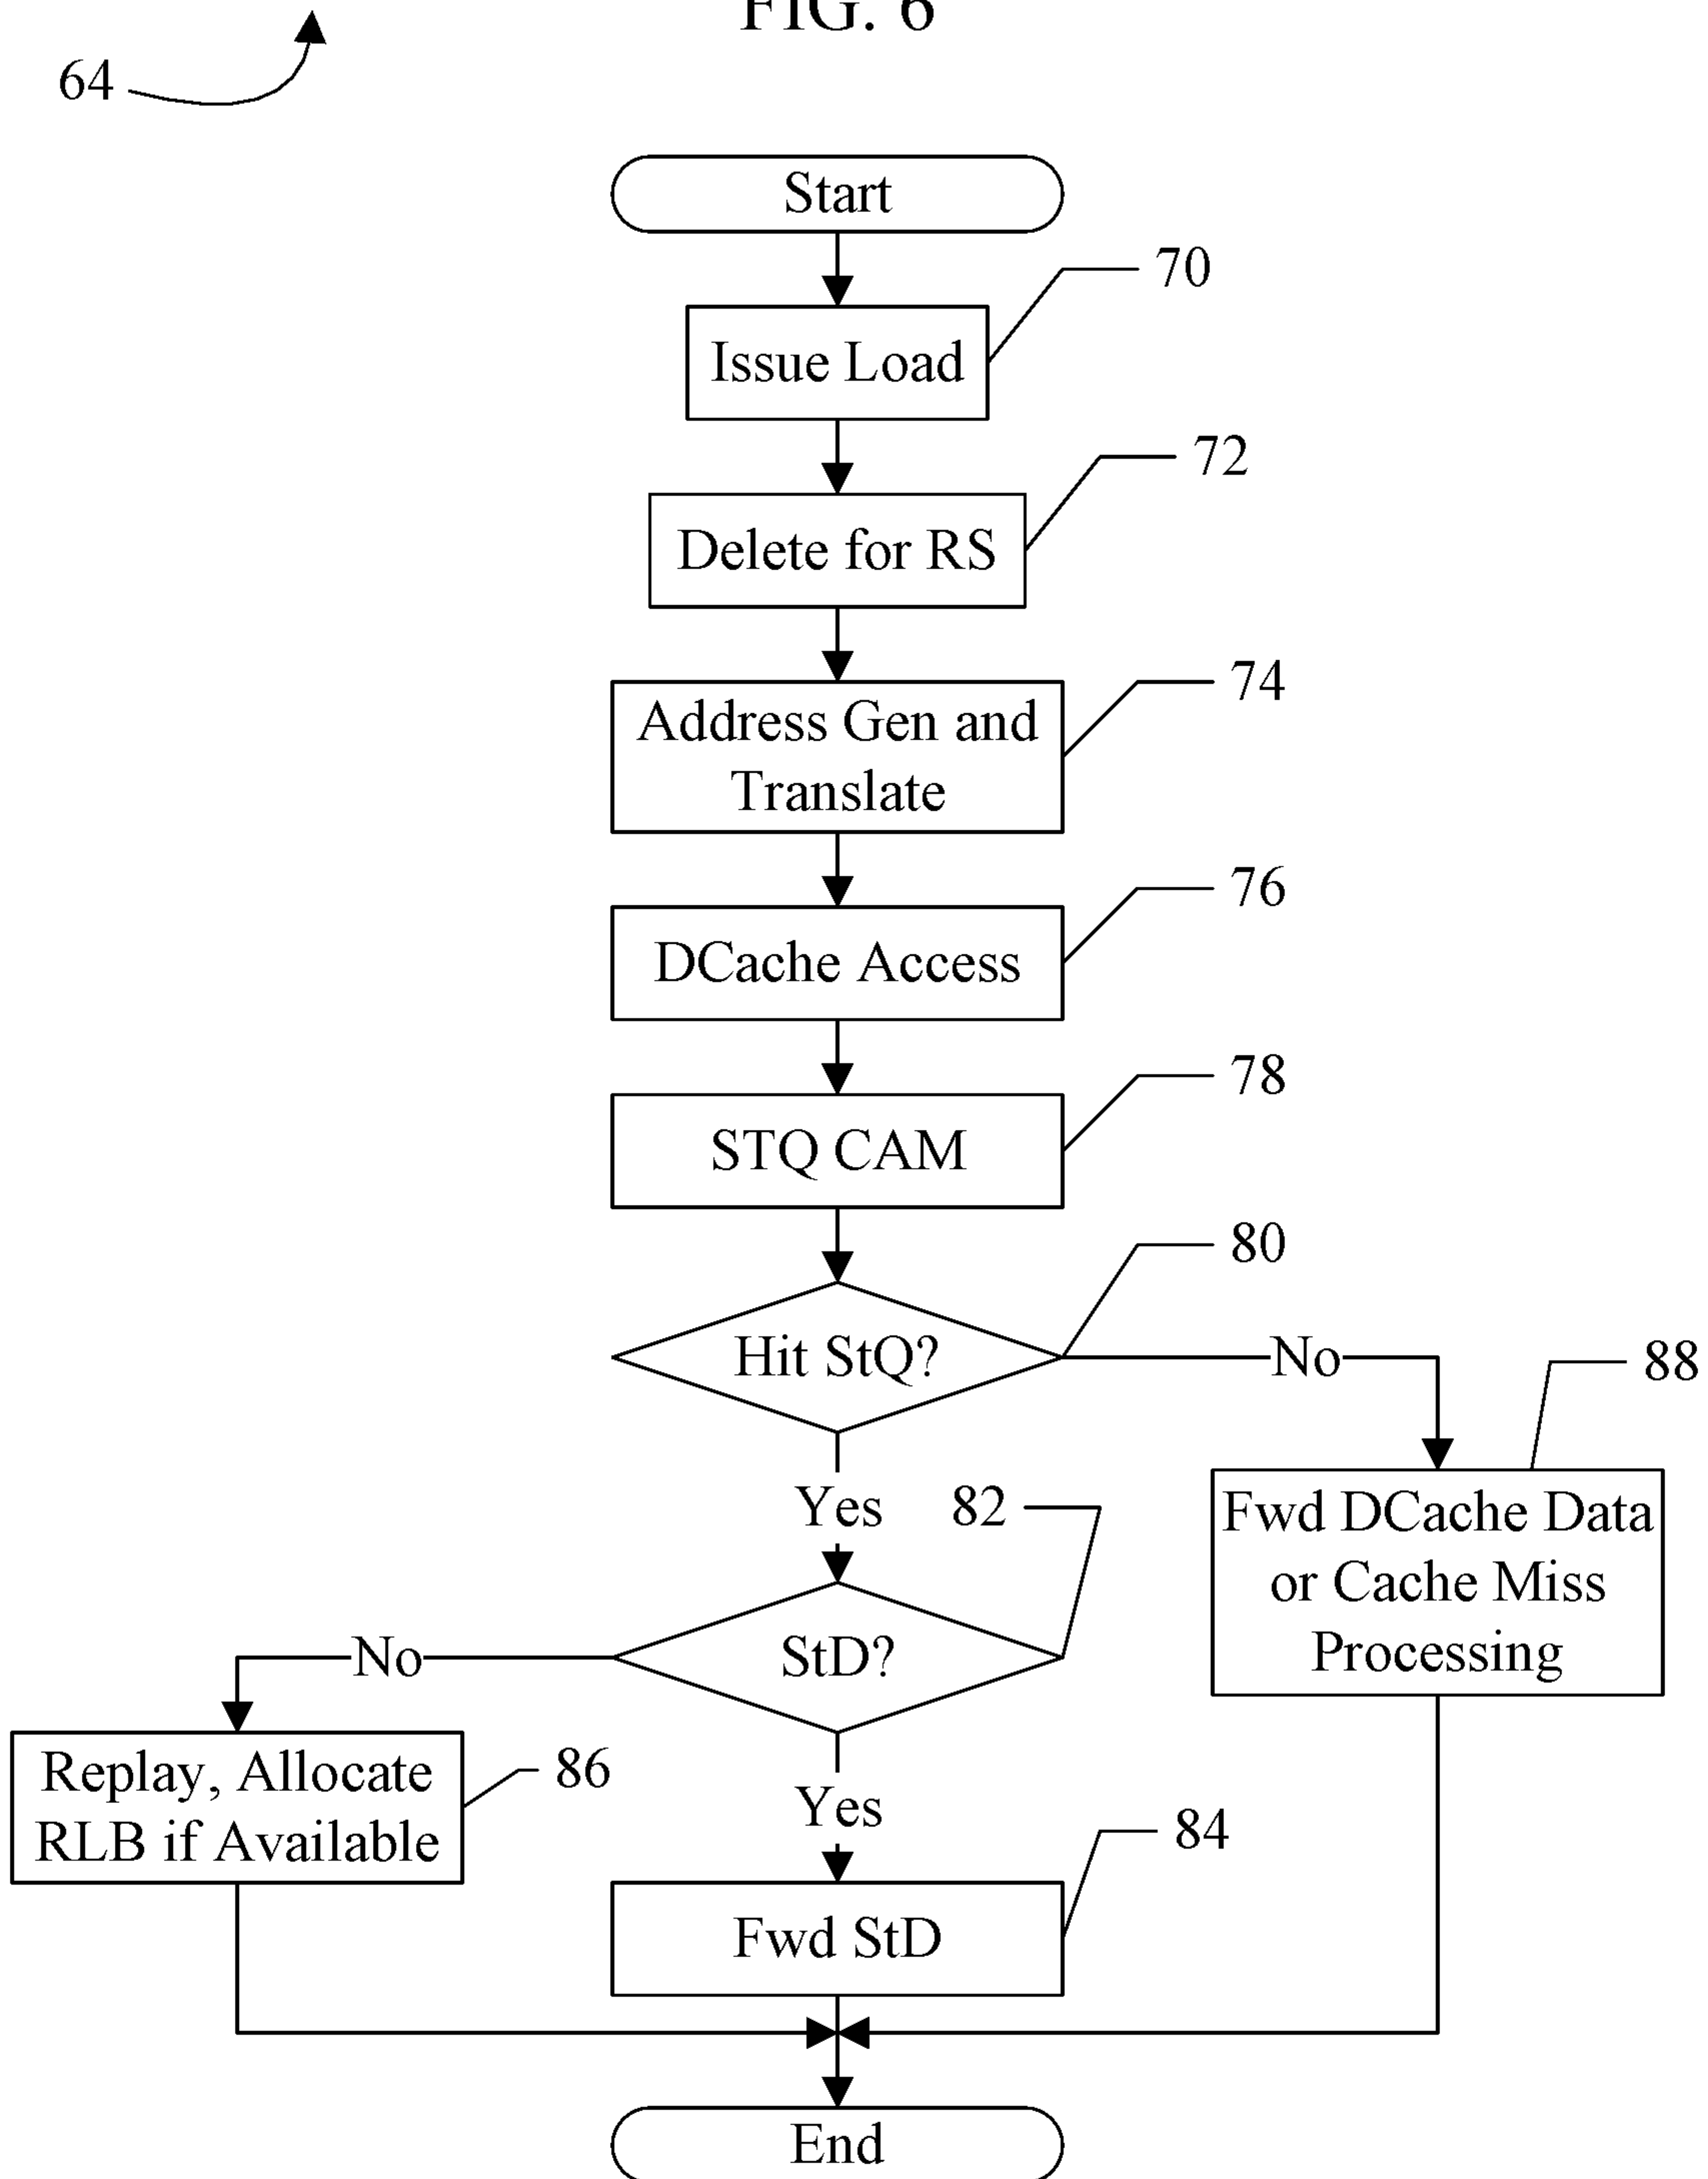 FIG. 6
64
Start
70
Issue Load
72
Delete for RS
74
Address Gen and
Translate
76
DCache Access
78
STQ CAM
80
Hit StQ?
No
88
Yes
82
Fwd DCache Data
or Cache Miss
Processing
StD?
No
Replay, Allocate
RLB if Available
86
Yes
84
Fwd StD
End